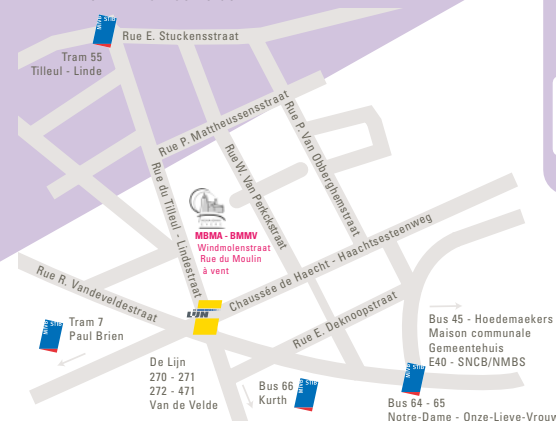 Rue E. Stuckensstraat
Tram 55
Tilleul - Linde
Rue P. Mattheussensstraat
Rue P. Van Obberghemstraat
Rue W. Van Perckstraat
Rue du Tilleul - Lindestraat
MBMA - BMMV
Windmolenstraat
Rue du Moulin
à vent
Chaussée de Haecht - Haachtsesteenweg
Rue R. Vandeveldestraat
LIJN
Rue E. Deknoopstraat
Tram 7
Paul Brien
De Lijn
270 - 271
272 - 471
Van de Velde
Bus 66
Kurth
Bus 45 - Hoedemaekers
Maison communale
Gemeentehuis
E40 - SNCB/NMBS
Bus 64 - 65
Notre-Dame - Onze-Lieve-Vrouw